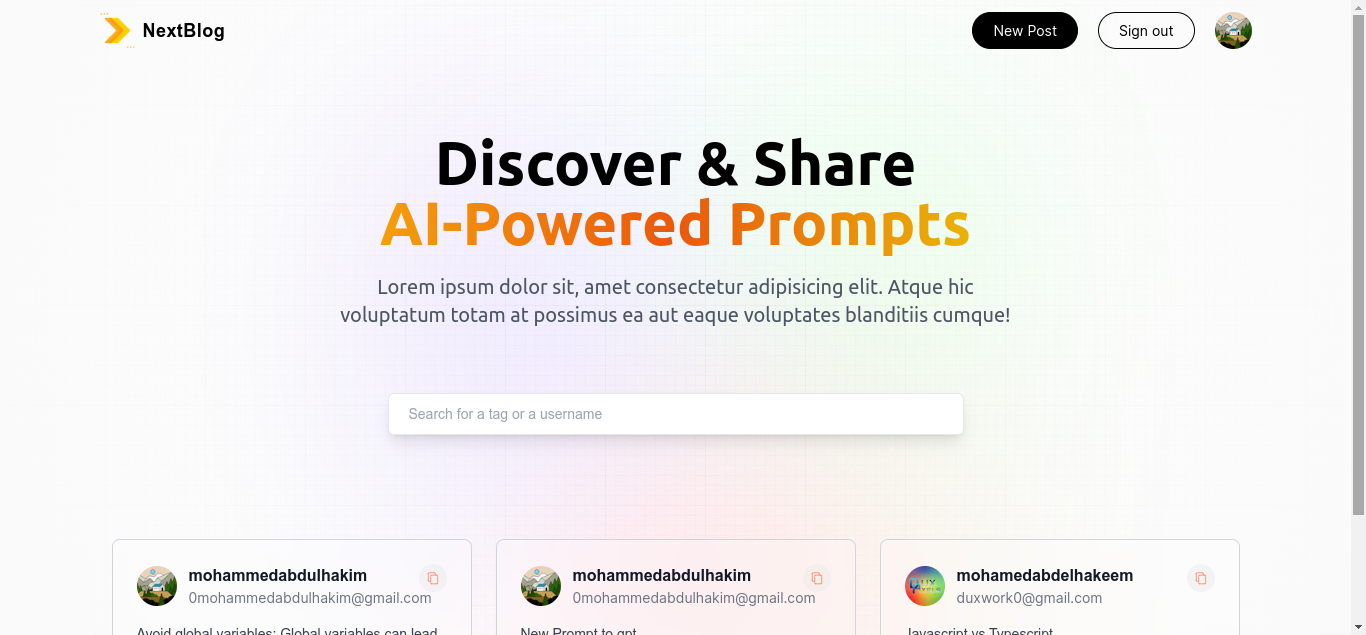 NextBlog
New Post
Sign out
Discover & Share
AI-Powered Prompts
Lorem ipsum dolor sit, amet consectetur adipisicing elit. Atque hic
voluptatum totam at possimus ea aut eaque voluptates blanditiis cumque!
Search for a tag or a username
mohammedabdulhakim
0mohammedabdulhakim@gmail.com
Avoid global variables: Global variables can lead
mohammedabdulhakim
0mohammedabdulhakim@gmail.com
New Prompt to gpt
mohamedabdelhakeem
duxwork0@gmail.com
Javascript vs Typescript